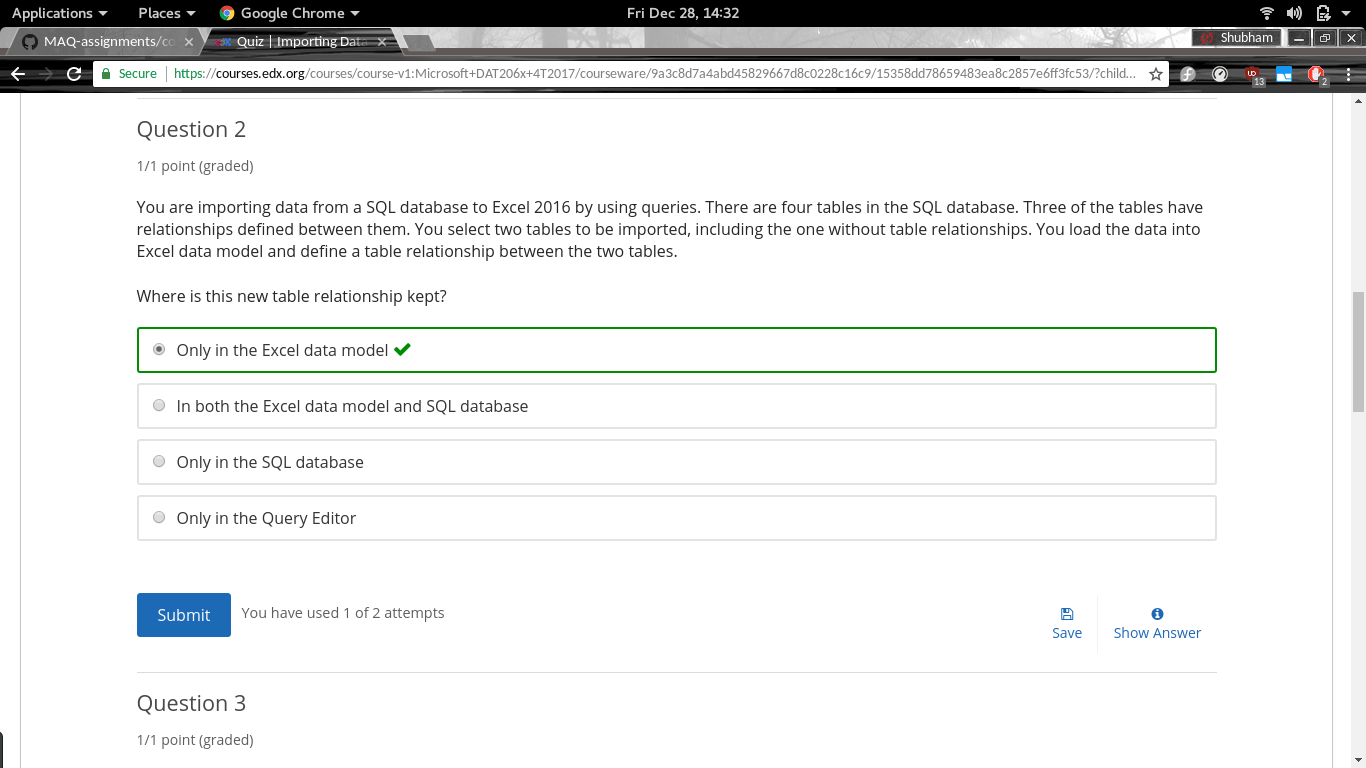 Applications Places Google Chrome Fri Dec 28, 14:32
MAQ-assignments/co Quiz | Importing Data Shubham
Secure https://courses.edx.org/courses/course-v1:Microsoft+DAT206x+4T2017/courseware/9a3c8d7a4abd45829667d8c0228c16c9/15358dd78659483ea8c2857e6ff3fc53/?child... 13 2
Question 2
1/1 point (graded)
You are importing data from a SQL database to Excel 2016 by using queries. There are four tables in the SQL database. Three of the tables have
relationships defined between them. You select two tables to be imported, including the one without table relationships. You load the data into
Excel data model and define a table relationship between the two tables.
Where is this new table relationship kept?
Only in the Excel data model
In both the Excel data model and SQL database
Only in the SQL database
Only in the Query Editor
Submit You have used 1 of 2 attempts
Save Show Answer
Question 3
1/1 point (graded)